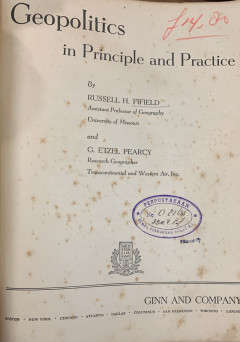 Geopolitics
in Principle and Practice
By
RUSSELL H. FIFIELD
Assistant Professor of Geography
University of Missouri
and
G. ETZEL PEARCY
Research Geographer
Transcontinental and Western Air, Inc.
PERPUSTAKAAN
No:
GINN AND COMPANY
BOSTON · NEW YORK · CHICAGO · ATLANTA · DALLAS · COLUMBUS · SAN FRANCISCO · TORONTO · LONDON